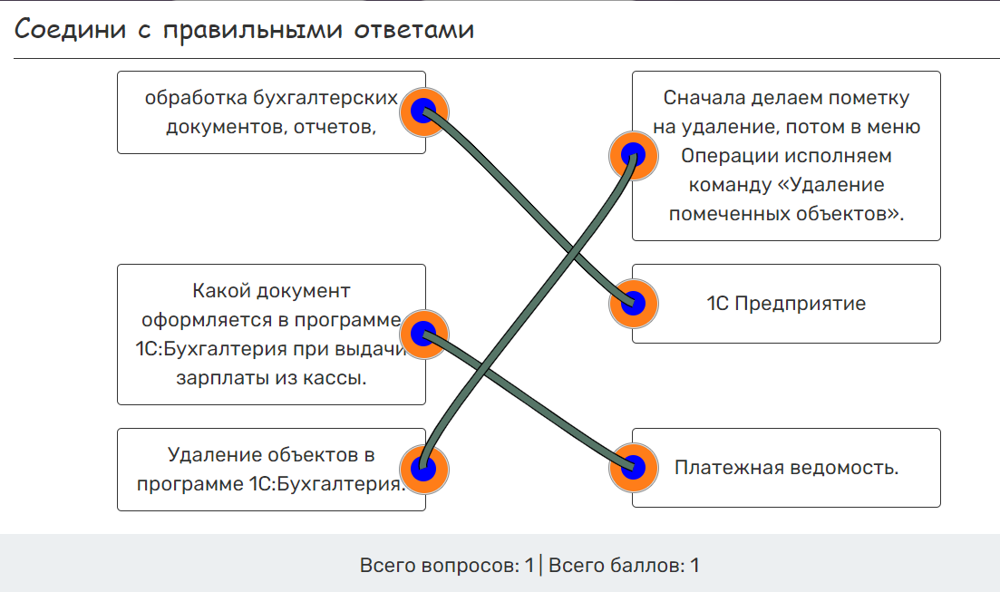 Соедини с правильными ответами
обработка бухгалтерских
документов, отчетов,
Сначала делаем пометку
на удаление, потом в меню
Операции исполняем
команду «Удаление
помеченных объектов».
Какой документ
оформляется в программе
1С:Бухгалтерия при выдачи
зарплаты из кассы.
1С Предприятие
Удаление объектов в
программе 1С:Бухгалтерия.
Платежная ведомость.
Всего вопросов: 1 | Всего баллов: 1